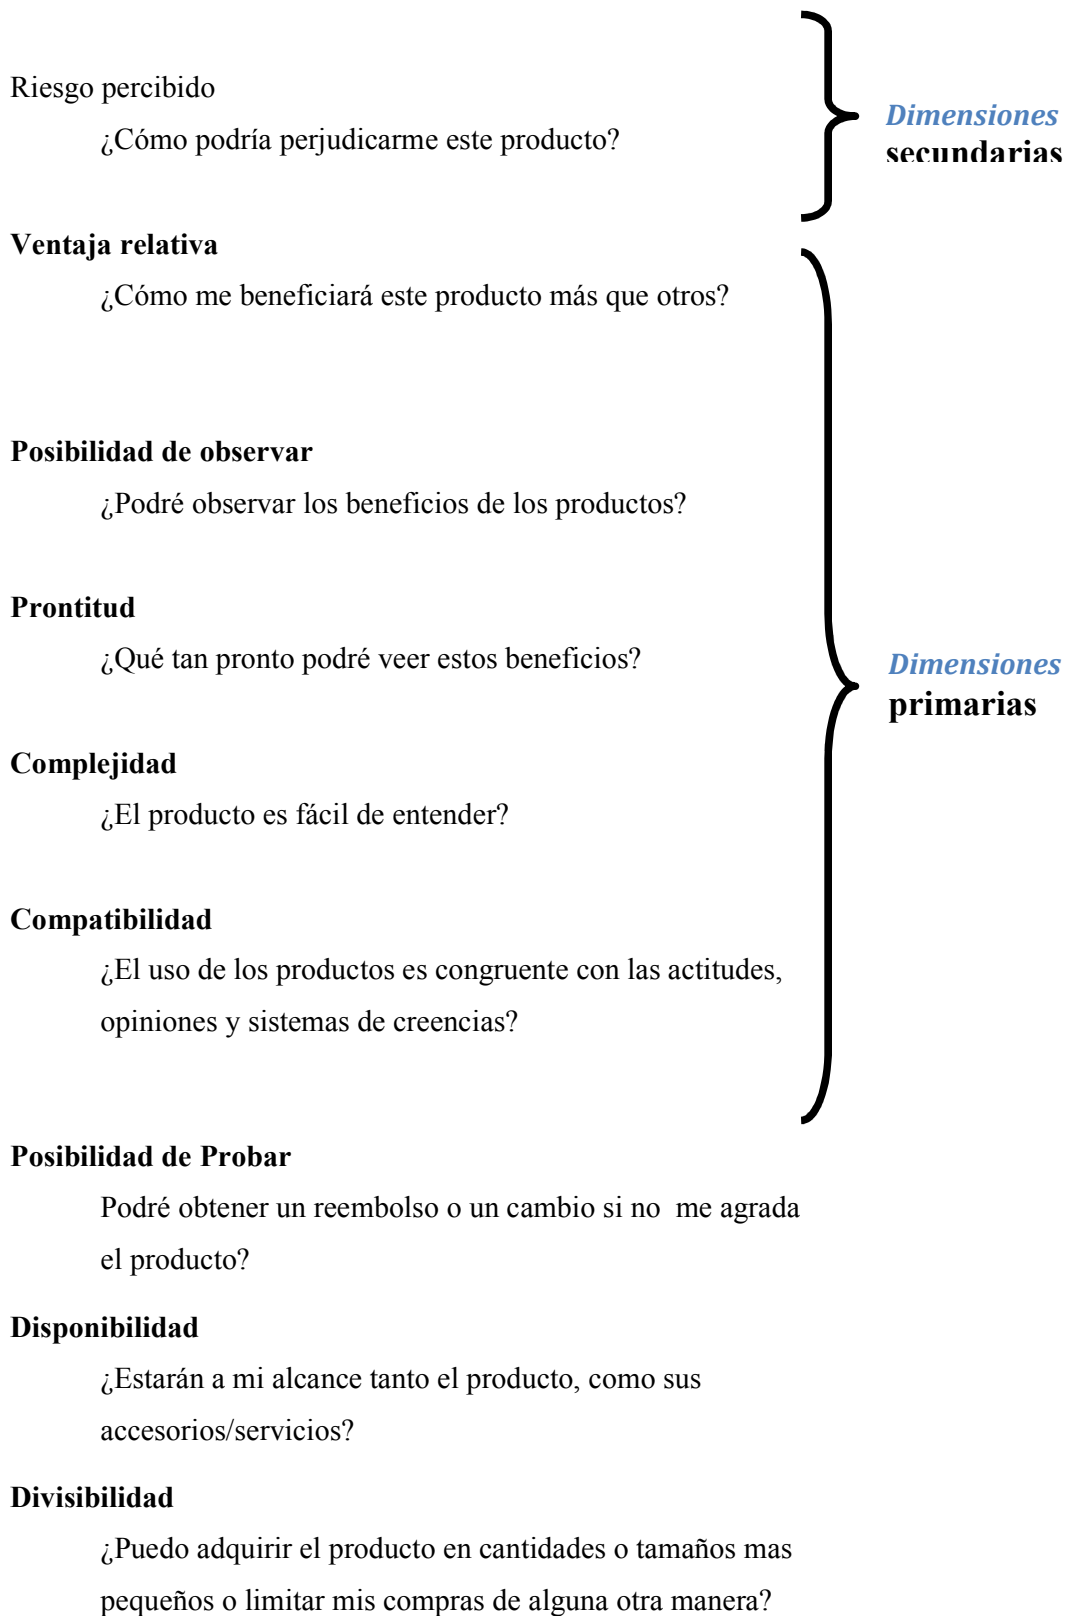 Riesgo percibido
¿Cómo podría perjudicarme este producto?
Dimensiones
secundarias
Ventaja relativa
¿Cómo me beneficiará este producto más que otros?
Posibilidad de observar
¿Podré observar los beneficios de los productos?
Prontitud
¿Qué tan pronto podré veer estos beneficios?
Dimensiones
primarias
Complejidad
¿El producto es fácil de entender?
Compatibilidad
¿El uso de los productos es congruente con las actitudes,
opiniones y sistemas de creencias?
Posibilidad de Probar
Podré obtener un reembolso o un cambio si no  me agrada
el producto?
Disponibilidad
¿Estarán a mi alcance tanto el producto, como sus
accesorios/servicios?
Divisibilidad
¿Puedo adquirir el producto en cantidades o tamaños mas
pequeños o limitar mis compras de alguna otra manera?